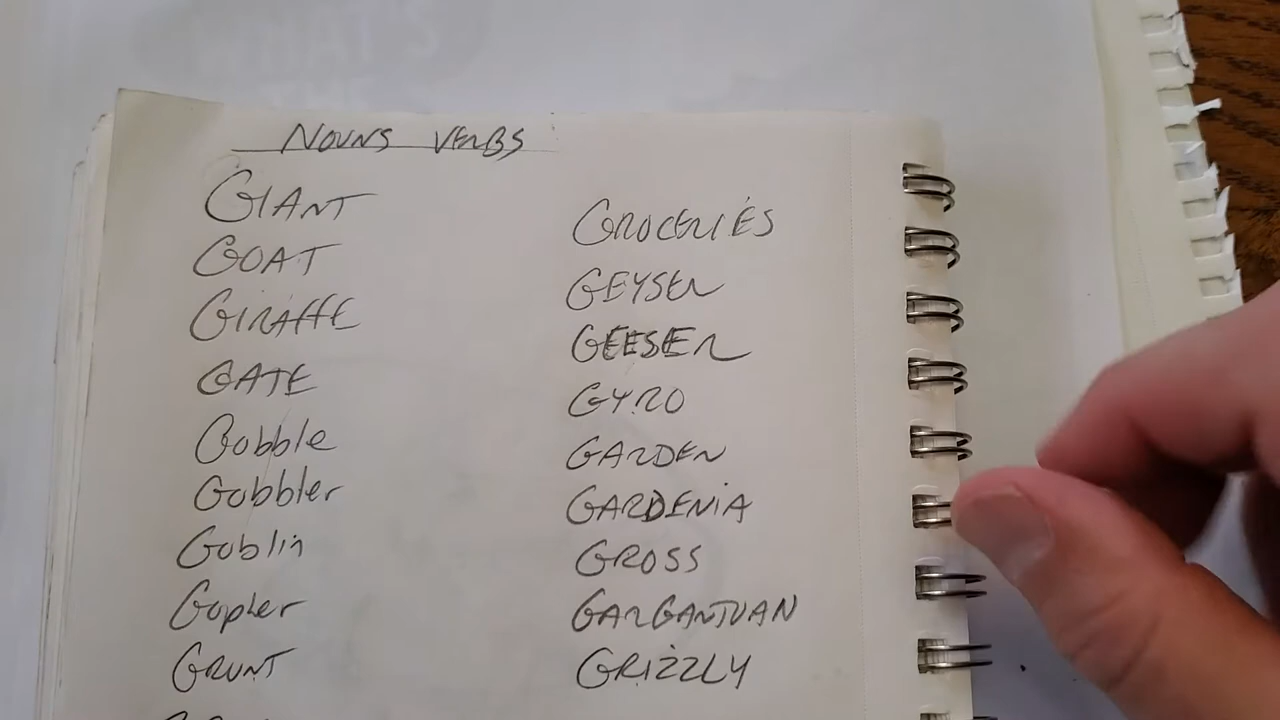 NOUNS VERBS
GIANT
GOAT
GIRAFFE
GATE
Gobble
Gobbler
Goblin
Gopher
GRUNT
GROCERIES
GEYSER
GEESER
GYRO
GARDEN
GARDENIA
GROSS
GARGANTUAN
GRIZZLY